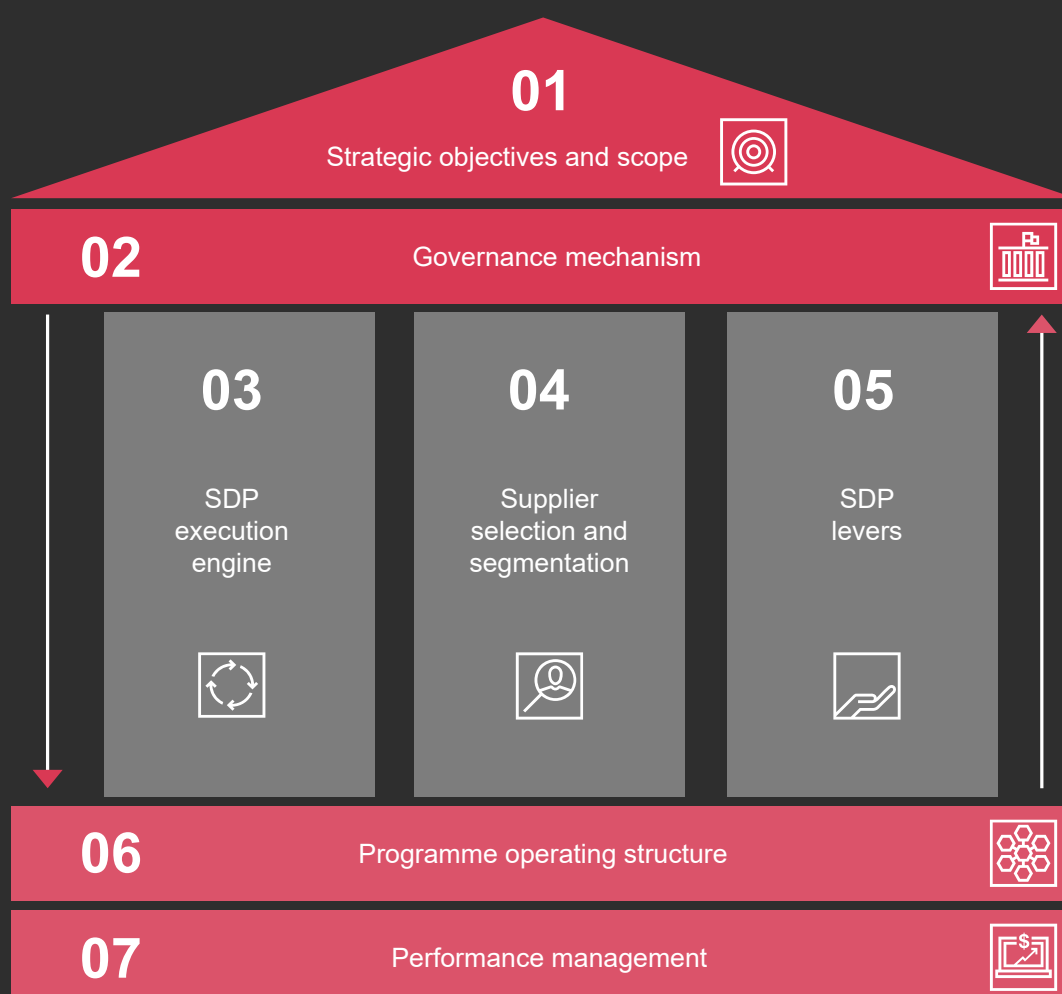 01
Strategic objectives and scope
02
Governance mechanism
03
SDP
execution
engine
04
Supplier
selection and
segmentation
05
SDP
levers
06
Programme operating structure
07
Performance management
$